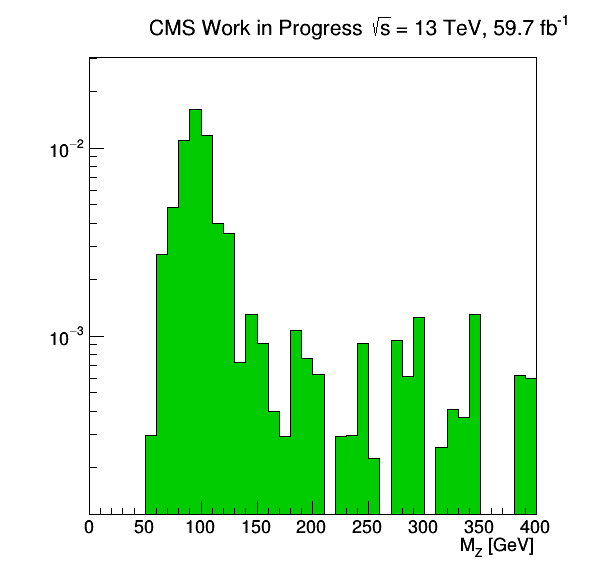 CMS Work in Progress √s = 13 TeV, 59.7 fb⁻¹
10⁻²
10⁻³
0 50 100 150 200 250 300 350 400
M_Z [GeV]